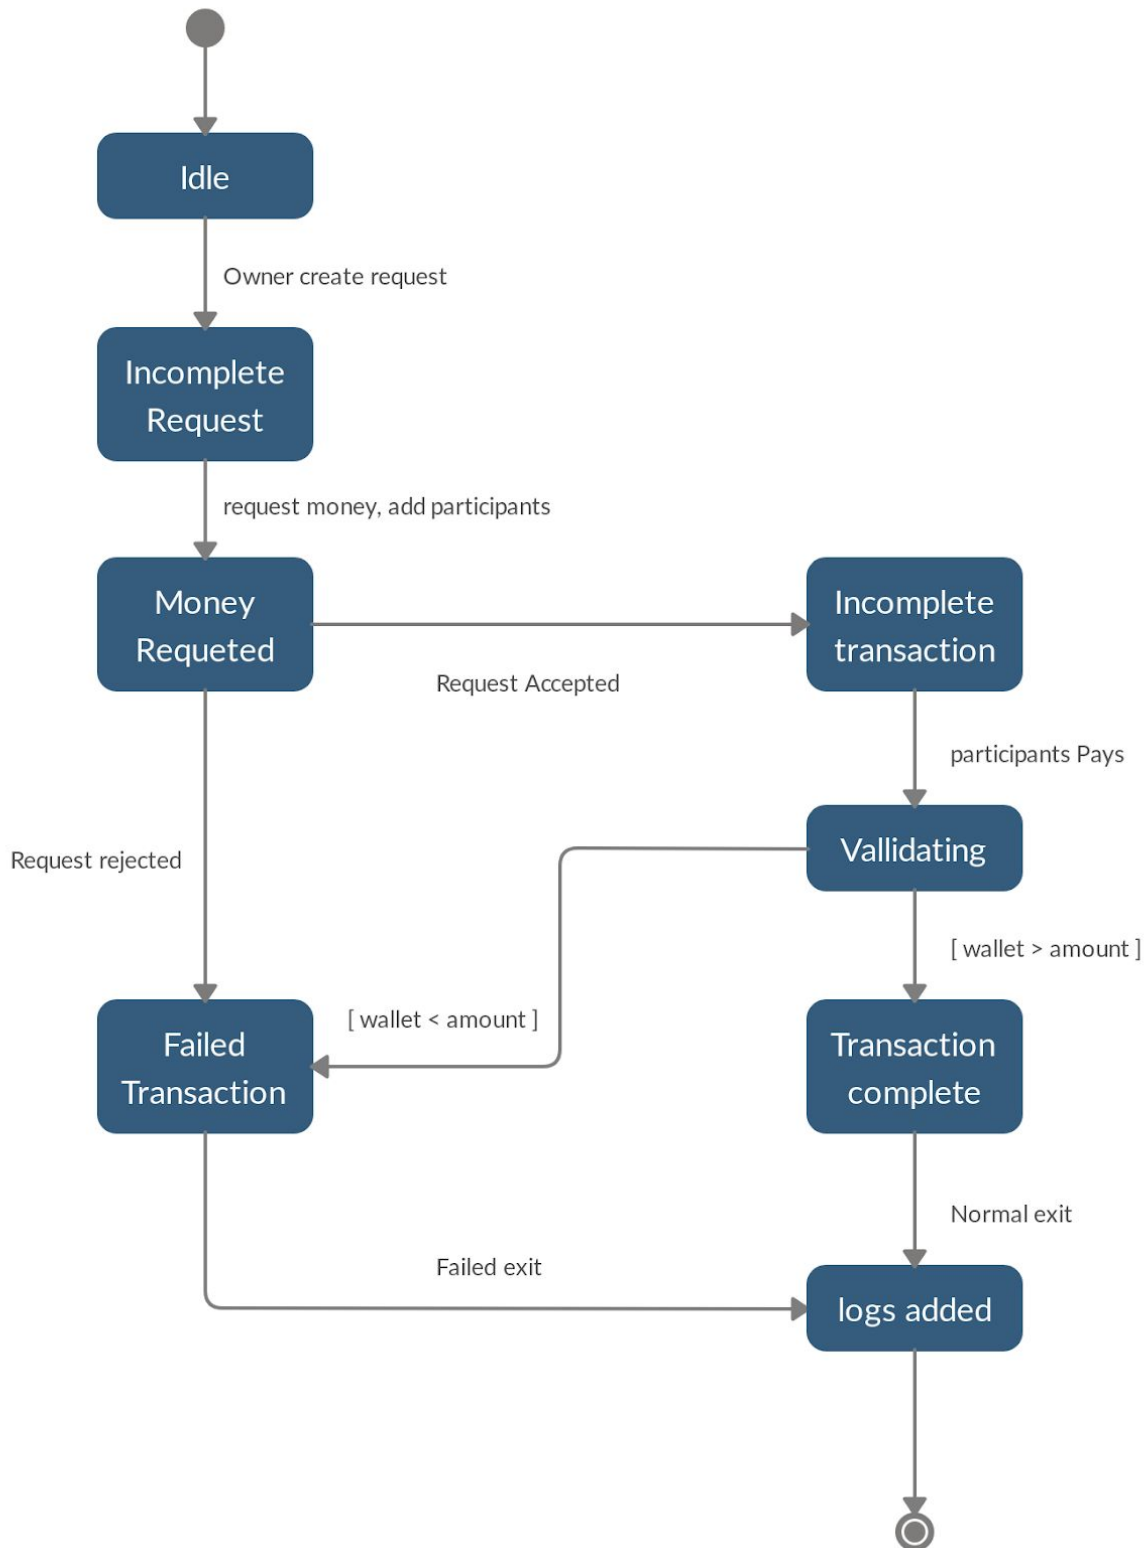 Idle
Owner create request
Incomplete
Request
request money, add participants
Money
Requeted
Request Accepted
Incomplete
transaction
participants Pays
Request rejected
Vallidating
[ wallet > amount ]
[ wallet < amount ]
Failed
Transaction
Transaction
complete
Normal exit
Failed exit
logs added